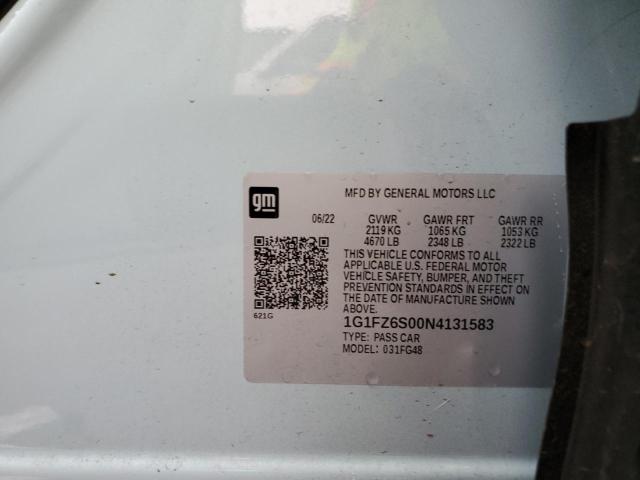 gm
MFD BY GENERAL MOTORS LLC
06/22 GVWR GAWR FRT GAWR RR
2119 KG 1065 KG 1053 KG
4670 LB 2348 LB 2322 LB
THIS VEHICLE CONFORMS TO ALL
APPLICABLE U.S. FEDERAL MOTOR
VEHICLE SAFETY, BUMPER, AND THEFT
PREVENTION STANDARDS IN EFFECT ON
THE DATE OF MANUFACTURE SHOWN
ABOVE.
621G
1G1FZ6S00N4131583
TYPE: PASS CAR
MODEL: 031FG48